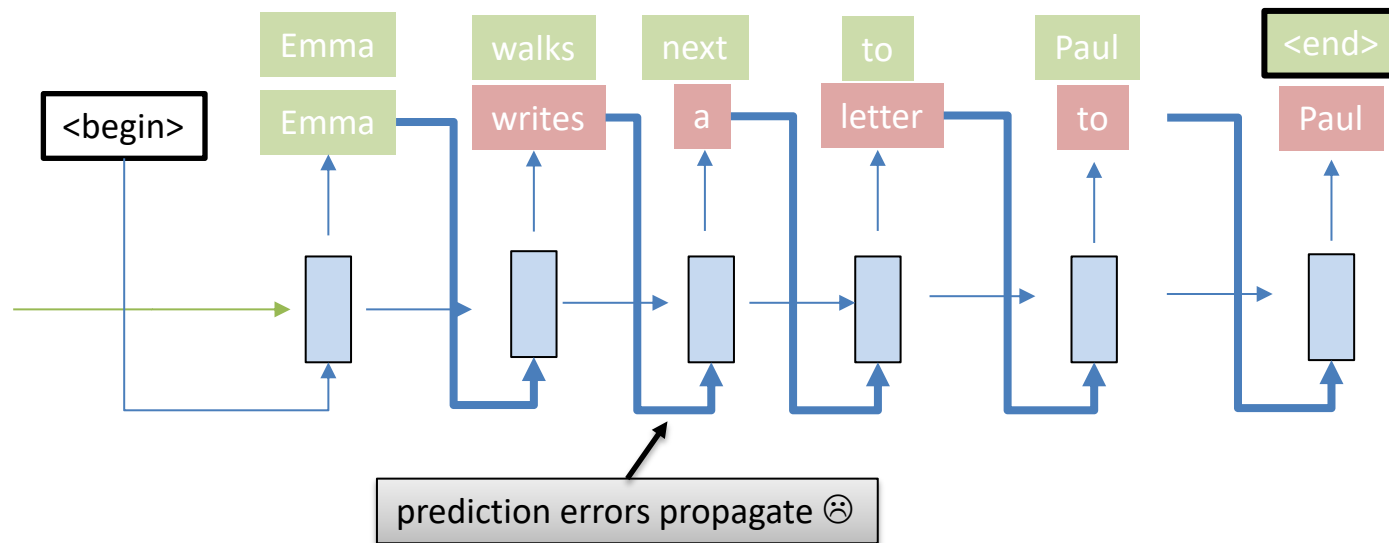 Emma walks next to Paul <end>
<begin> Emma writes a letter to Paul
prediction errors propagate ☹